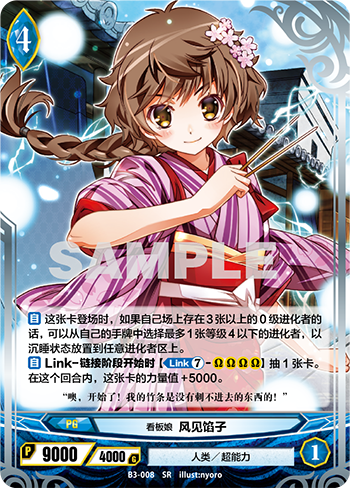 4
SAMPLE
自 这张卡登场时，如果自己场上存在3张以上的0级进化者的
话，可以从自己的手牌中选择最多1张等级4以下的进化者，以
沉睡状态放置到任意进化者区上。
自 Link-链接阶段开始时【Link 7-ΩΩΩΩ】抽1张卡。
在这个回合内，这张卡的力量值+5000。
“噢，开始了！我的竹条是没有刺不进去的东西的！”
P6 看板娘 风见馅子
P 9000 / 4000 G 人类／超能力 1
B3-008 SR illust:nyoro